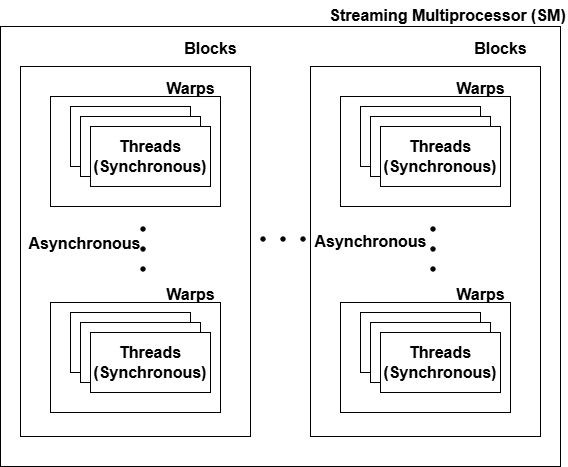 Streaming Multiprocessor (SM)
Blocks
Blocks
Warps
Warps
Threads
(Synchronous)
Threads
(Synchronous)
Asynchronous
Asynchronous
Warps
Warps
Threads
(Synchronous)
Threads
(Synchronous)